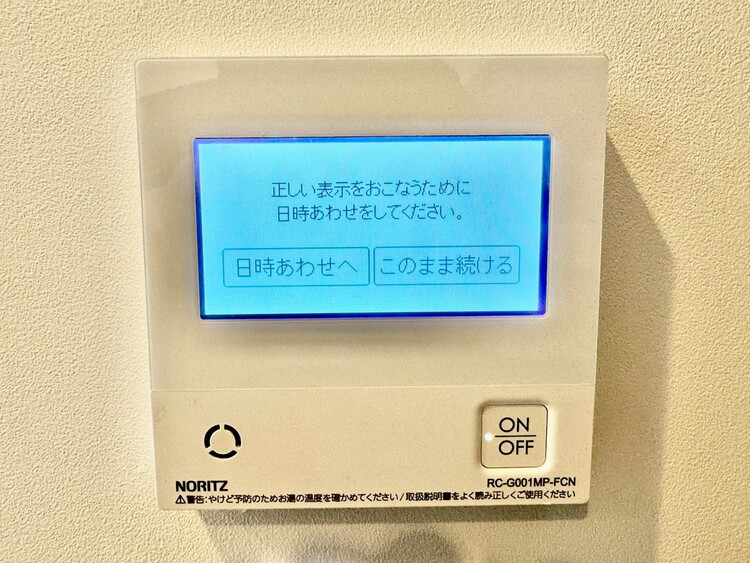 正しい表示をおこなうために
日時あわせをしてください。
日時あわせへ
このまま続ける
ON
OFF
NORITZ
RC-G001MP-FCN
⚠警告:やけど予防のためお湯の温度を確かめてください/取扱説明書をよく読み正しくご使用ください